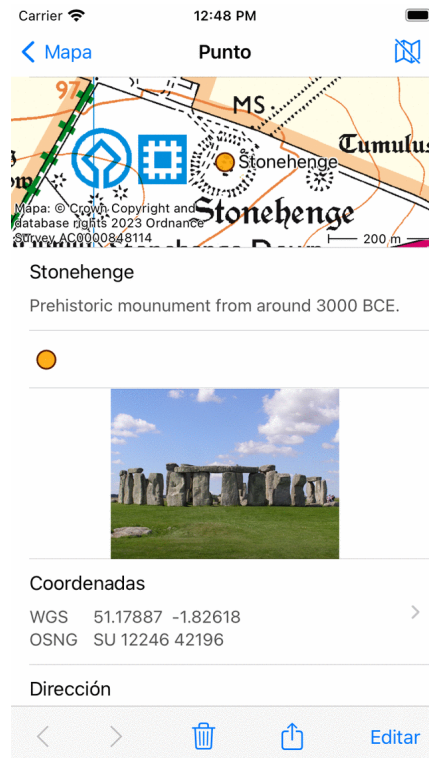 Carrier 12:48 PM
Mapa Punto
97
MS
Tumulus
Stonehenge
Stonehenge
Mapa: © Crown Copyright and
database rights 2023 Ordnance
Survey AC0000848114
200 m
Stonehenge Down
Stonehenge
Prehistoric mounument from around 3000 BCE.
Coordenadas
WGS 51.17887 -1.82618
OSNG SU 12246 42196
Dirección
Editar